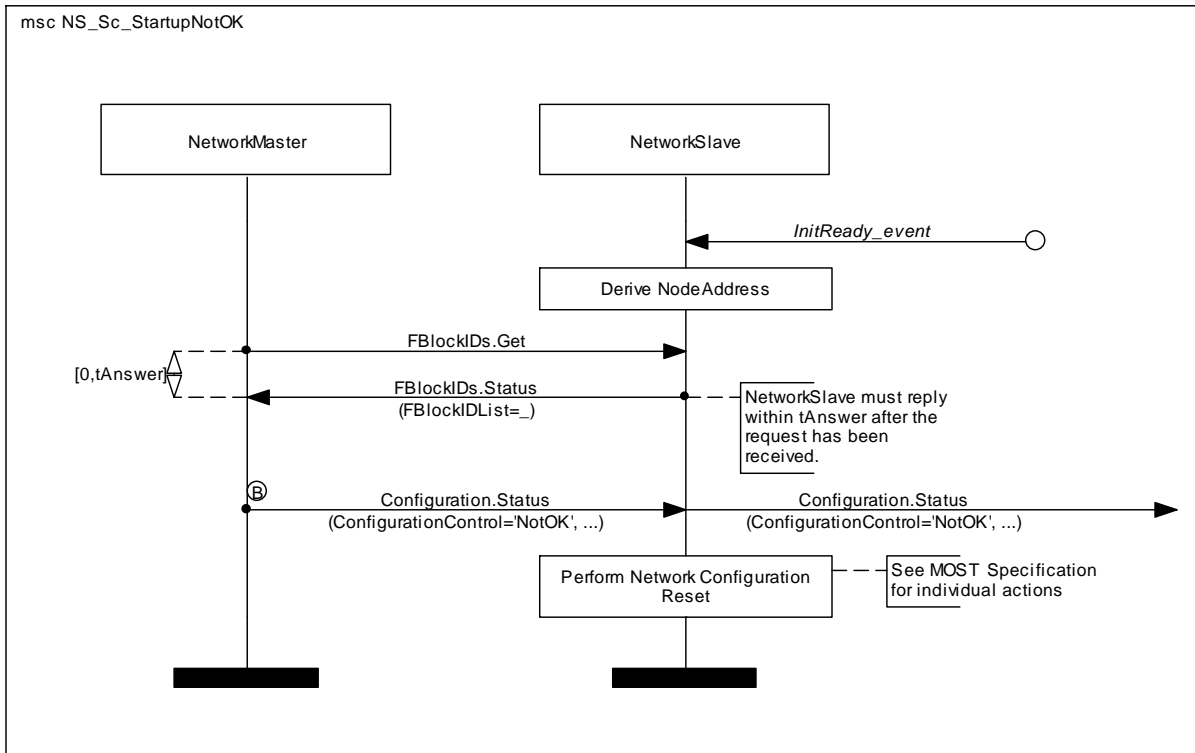 msc NS_Sc_StartupNotOK
NetworkMaster
NetworkSlave
InitReady_event
Derive NodeAddress
FBlockIDs.Get
[0,tAnswer]
FBlockIDs.Status
(FBlockIDList=_)
NetworkSlave must reply
within tAnswer after the
request has been
received.
B
Configuration.Status
(ConfigurationControl='NotOK', ...)
Configuration.Status
(ConfigurationControl='NotOK', ...)
Perform Network Configuration
Reset
See MOST Specification
for individual actions